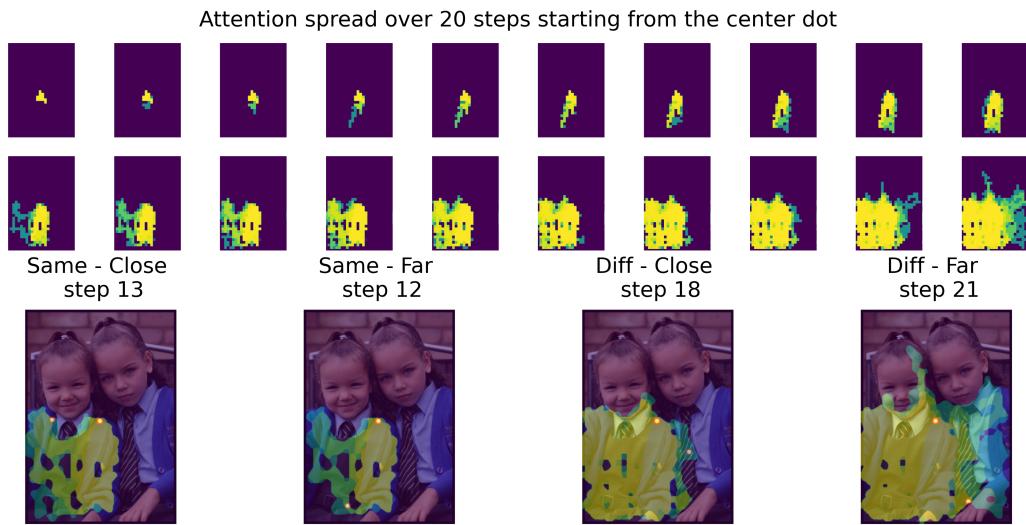 Attention spread over 20 steps starting from the center dot
Same - Close
step 13
Same - Far
step 12
Diff - Close
step 18
Diff - Far
step 21